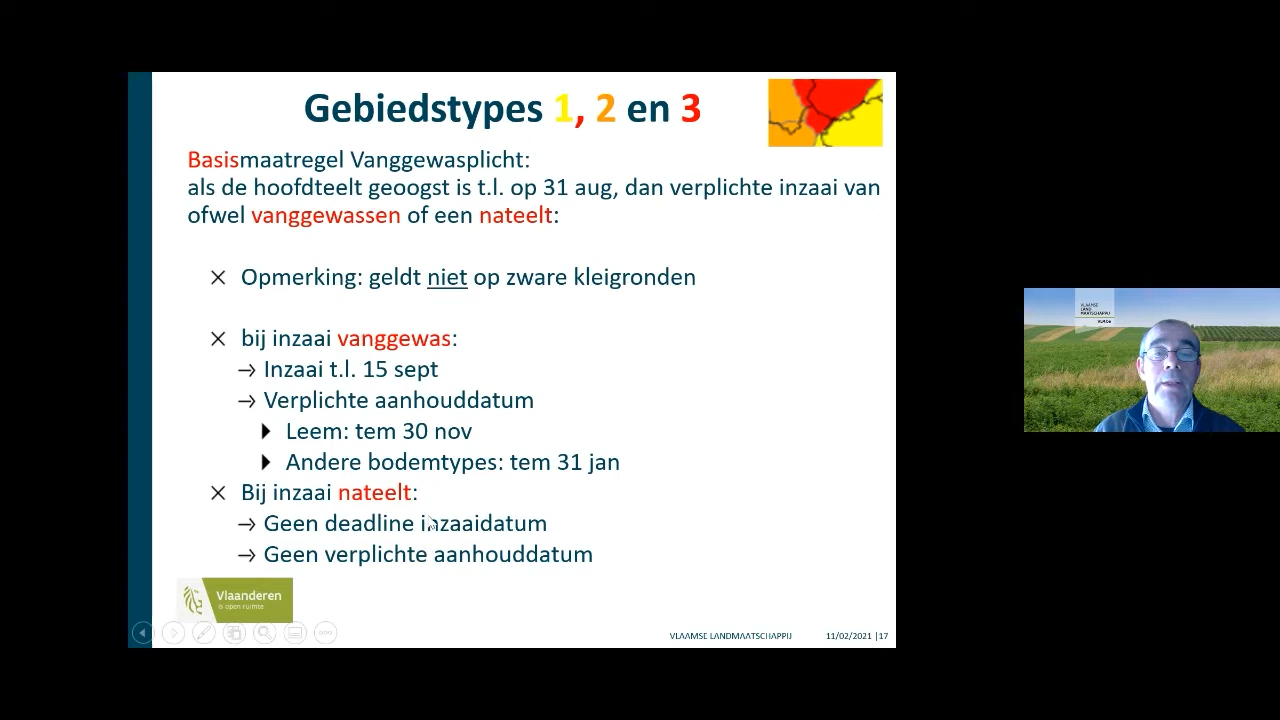 Gebiedstypes 1, 2 en 3
Basismaatregel Vanggewasplicht:
als de hoofdteelt geoogst is t.l. op 31 aug, dan verplichte inzaai van
ofwel vanggewassen of een nateelt:
Opmerking: geldt niet op zware kleigronden
bij inzaai vanggewas:
→ Inzaai t.l. 15 sept
→ Verplichte aanhouddatum
Leem: tem 30 nov
Andere bodemtypes: tem 31 jan
Bij inzaai nateelt:
→ Geen deadline inzaaidatum
→ Geen verplichte aanhouddatum
Vlaanderen
is open ruimte
VLAAMSE LANDMAATSCHAPPIJ 11/02/2021 |17
VLAAMSE
LAND
MAATSCHAPPIJ